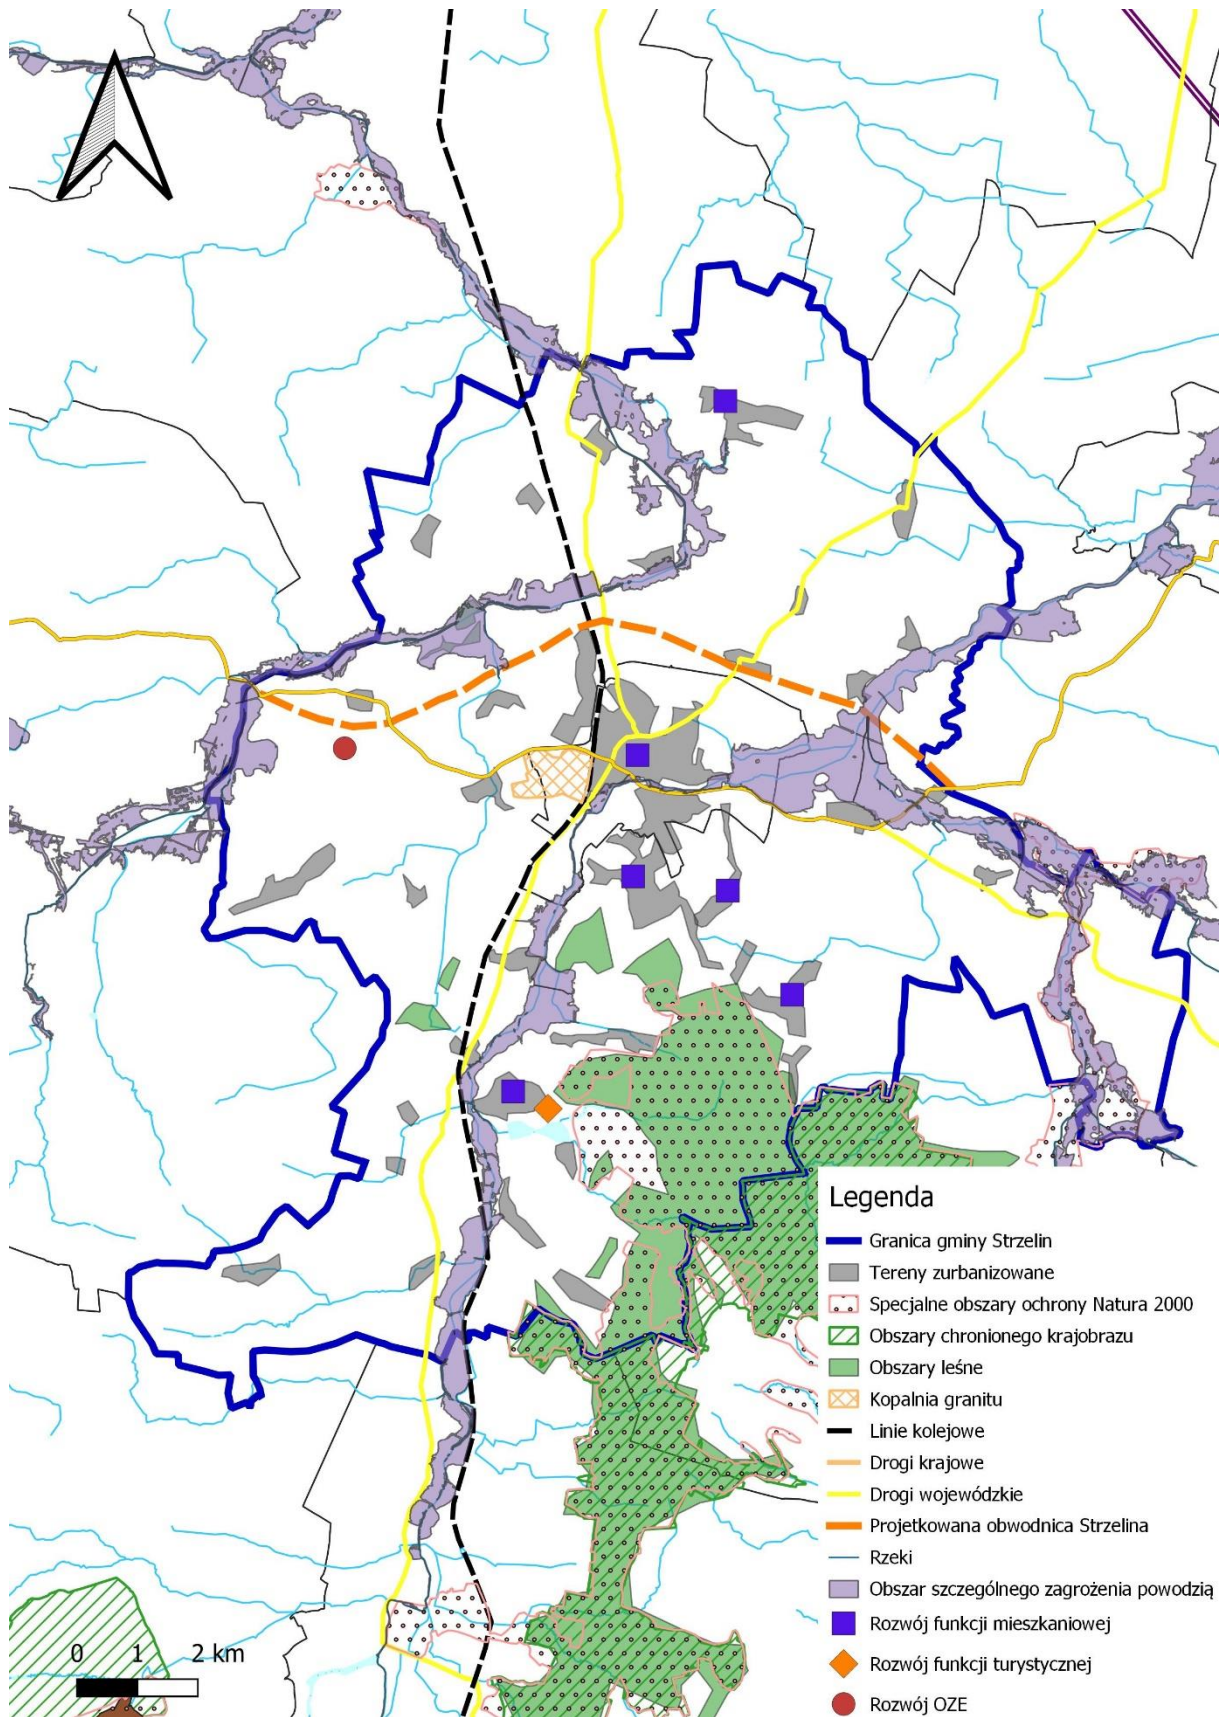 Legenda
Granica gminy Strzelin
Tereny zurbanizowane
Specjalne obszary ochrony Natura 2000
Obszary chronionego krajobrazu
Obszary leśne
Kopalnia granitu
Linie kolejowe
Drogi krajowe
Drogi wojewódzkie
Projetkowana obwodnica Strzelina
Rzeki
Obszar szczególnego zagrożenia powodzią
Rozwój funkcji mieszkaniowej
Rozwój funkcji turystycznej
Rozwój OZE
0 1 2 km